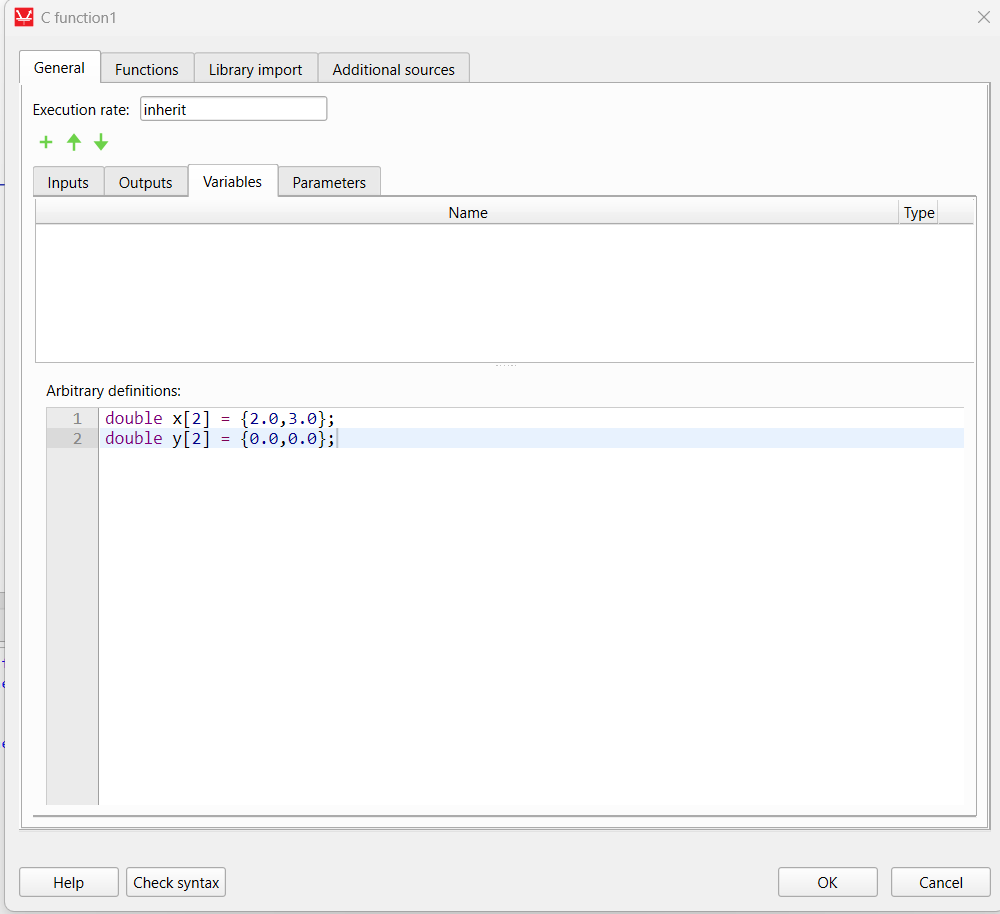 C function1
General Functions Library import Additional sources
Execution rate: inherit
Inputs Outputs Variables Parameters
Name Type
Arbitrary definitions:
1 double x[2] = {2.0,3.0};
2 double y[2] = {0.0,0.0};
Help Check syntax OK Cancel